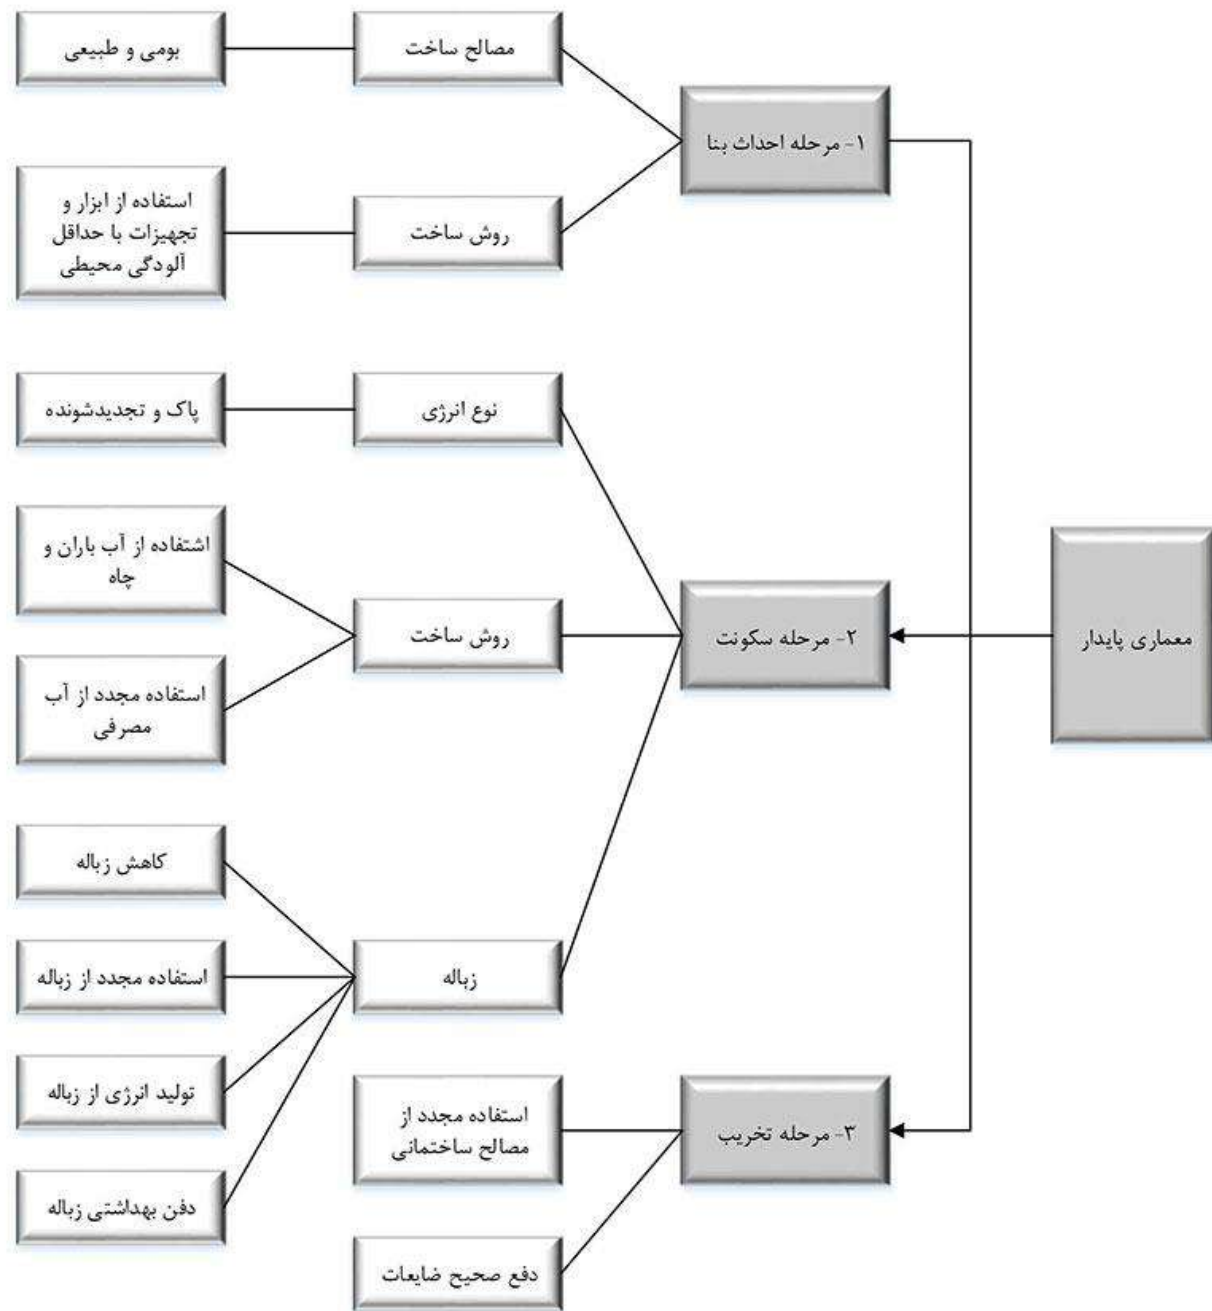 معماری پایدار
۱- مرحله احداث بنا
مصالح ساخت
بومی و طبیعی
روش ساخت
استفاده از ابزار و
تجهیزات با حداقل
آلودگی محیطی
۲- مرحله سکونت
نوع انرژی
پاک و تجدیدشونده
روش ساخت
اشتفاده از آب باران و
چاه
استفاده مجدد از آب
مصرفی
زباله
کاهش زباله
استفاده مجدد از زباله
تولید انرژی از زباله
دفن بهداشتی زباله
۳- مرحله تخریب
استفاده مجدد از
مصالح ساختمانی
دفع صحیح ضایعات